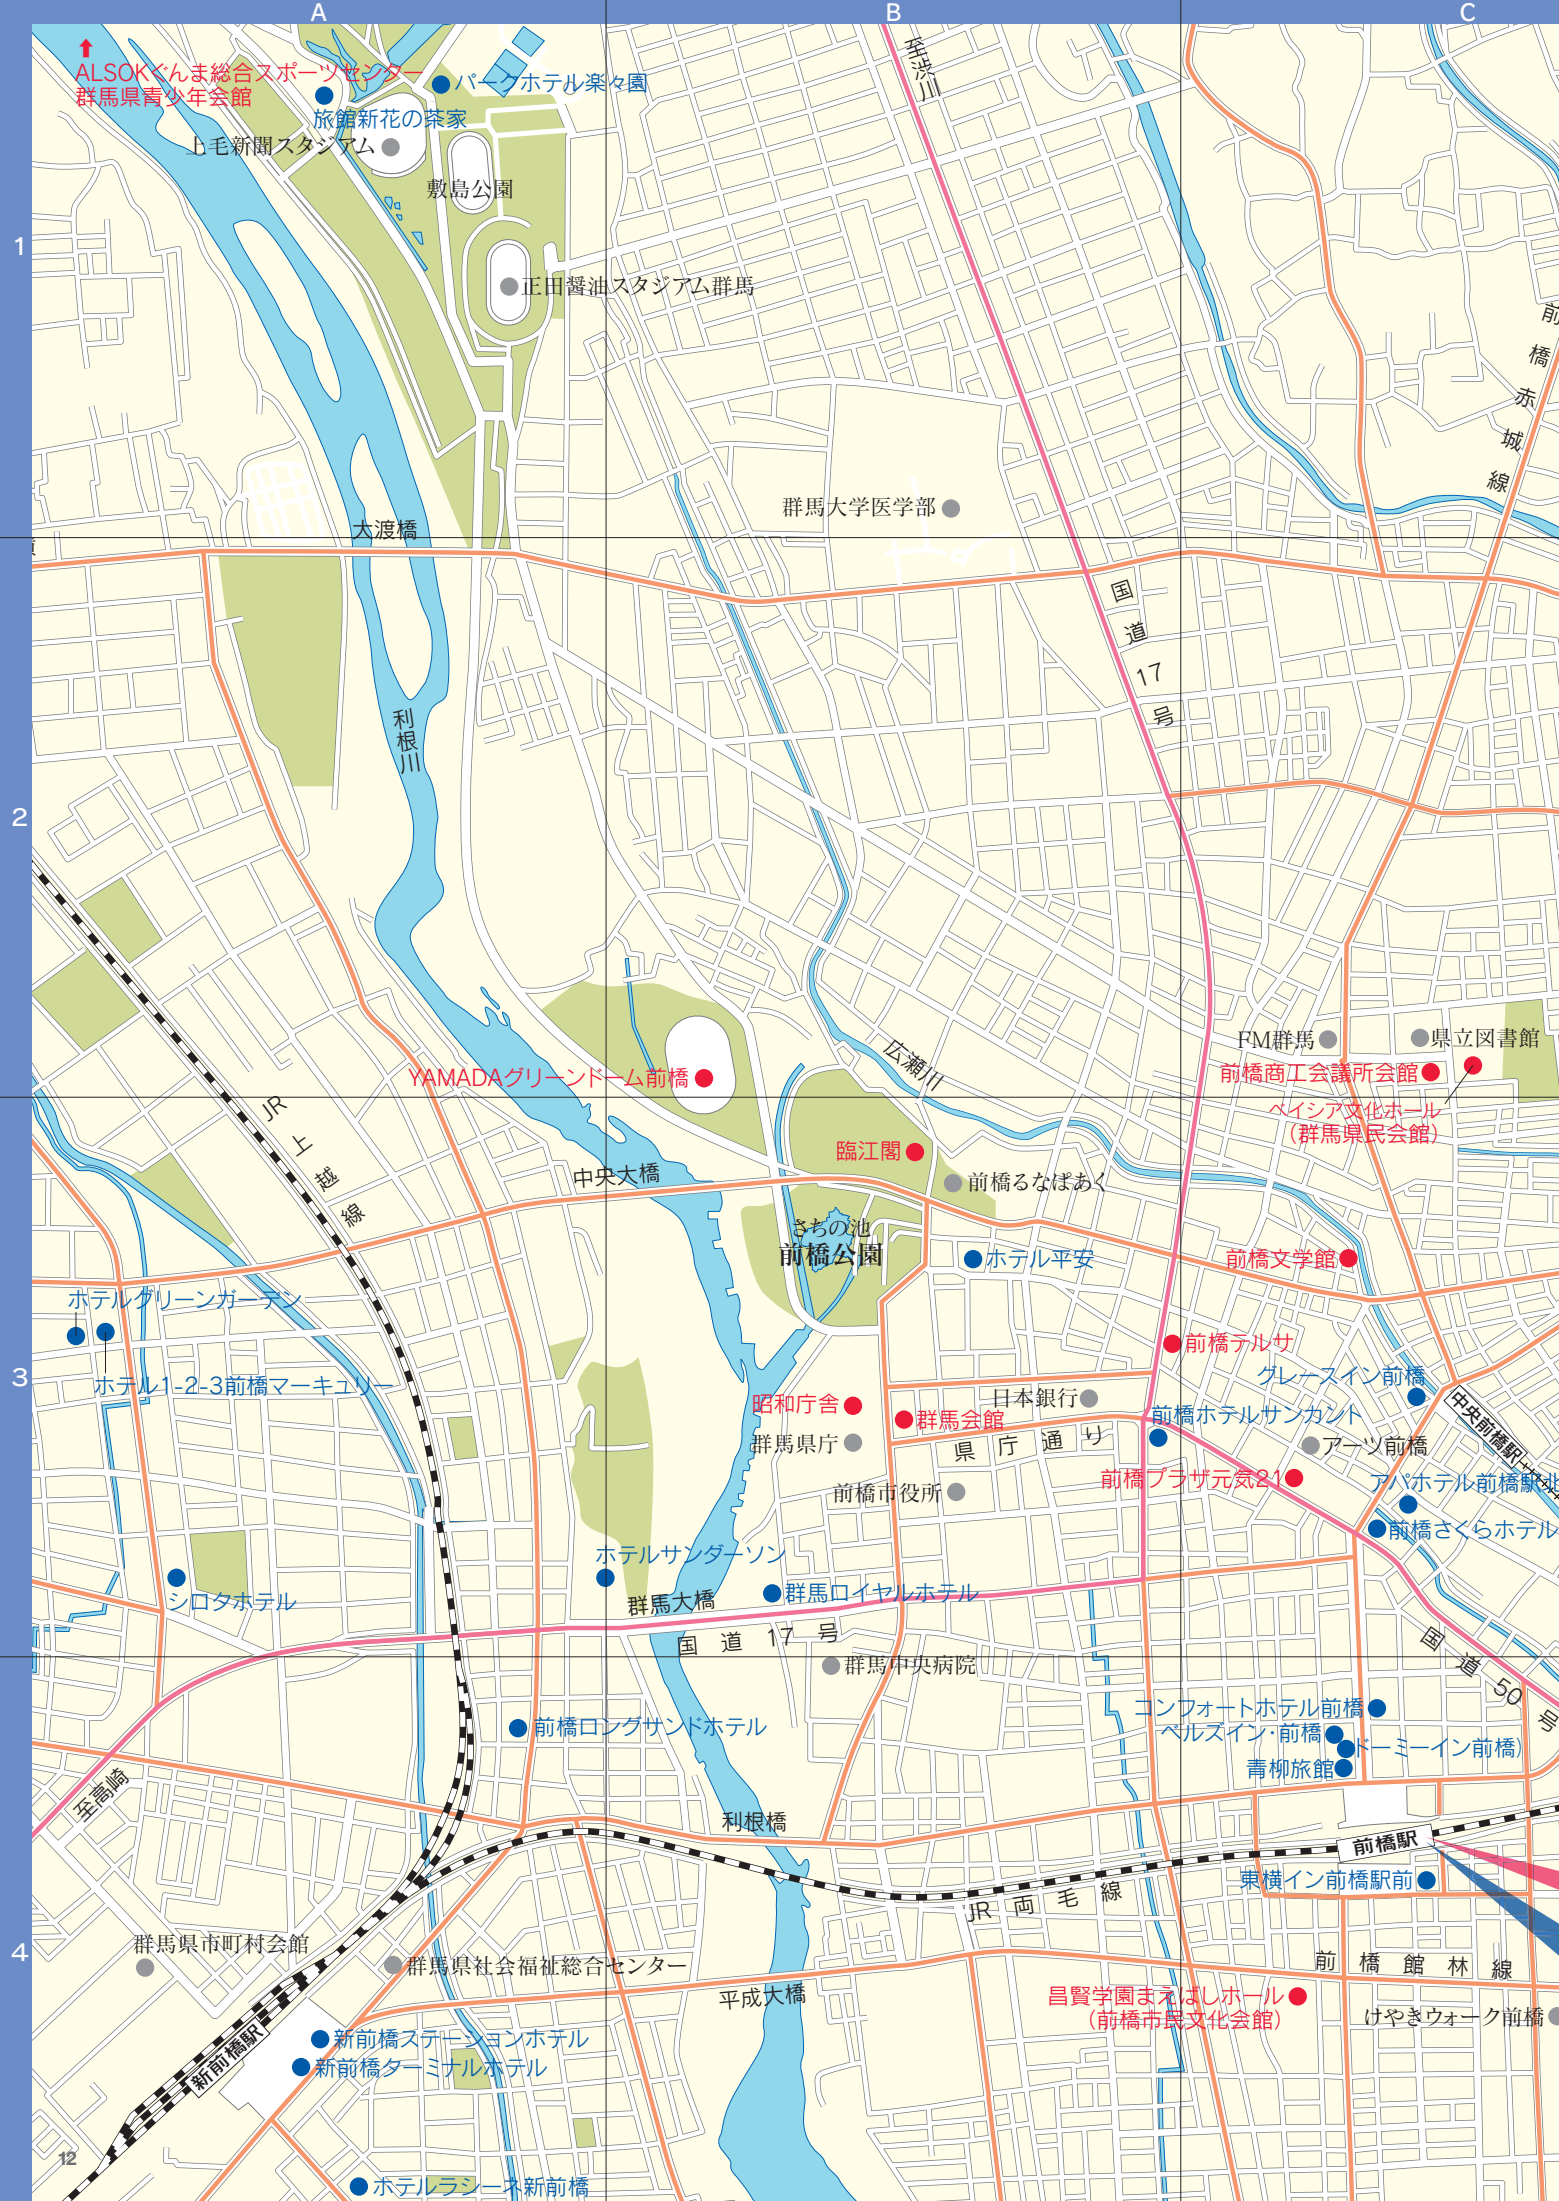 A
B
C
1
2
3
4
ALSOKぐんま総合スポーツセンター
群馬県青少年会館
パークホテル楽々園
旅館新花の茶家
上毛新聞スタジアム
敷島公園
正田醤油スタジアム群馬
至渋川
前橋赤城線
群馬大学医学部
大渡橋
国道17号
利根川
広瀬川
FM群馬
県立図書館
前橋商工会議所会館
ベイシア文化ホール
(群馬県民会館)
YAMADAグリーンドーム前橋
JR上越線
臨江閣
前橋るなぱあく
中央大橋
さちの池
前橋公園
ホテル平安
前橋文学館
ホテルグリーンガーデン
ホテル1-2-3前橋マーキュリー
前橋テルサ
グレースイン前橋
昭和庁舎
群馬会館
日本銀行
前橋ホテルサンカント
中央前橋駅
群馬県庁
県庁通り
アーツ前橋
前橋プラザ元気21
アパホテル前橋駅北
前橋市役所
前橋さくらホテル
ホテルサンダーソン
シロタホテル
群馬大橋
群馬ロイヤルホテル
国道17号
国道50号
群馬中央病院
前橋ロングサンドホテル
コンフォートホテル前橋
ベルズイン・前橋
ドーミーイン前橋)
青柳旅館
至高崎
利根橋
前橋駅
東横イン前橋駅前
JR両毛線
群馬県市町村会館
群馬県社会福祉総合センター
前橋館林線
平成大橋
昌賢学園まえばしホール
(前橋市民文化会館)
けやきウォーク前橋
新前橋駅
新前橋ステーションホテル
新前橋ターミナルホテル
12
ホテルラシーネ新前橋